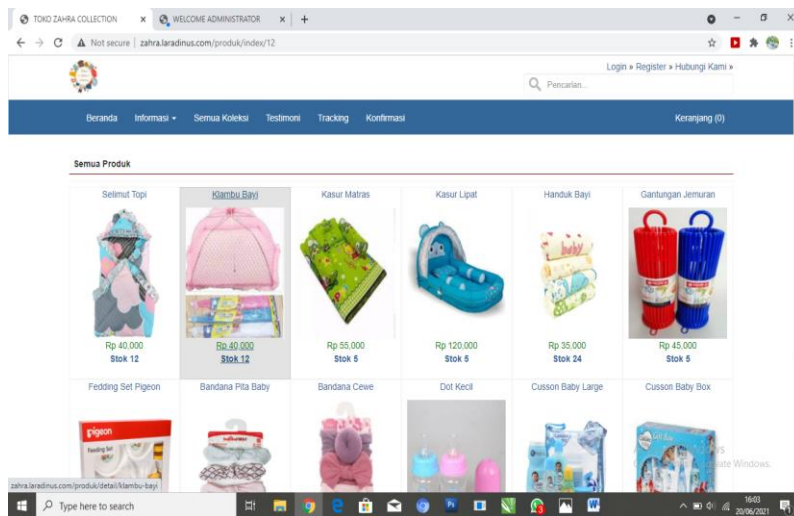 TOKO ZAHRA COLLECTION
WELCOME ADMINISTRATOR
Not secure | zahra.laradinus.com/produk/index/12
Login » Register » Hubungi Kami »
Pencarian...
Beranda Informasi Semua Koleksi Testimoni Tracking Konfirmasi Keranjang (0)
Semua Produk
Selimut Topi Klambu Bayi Kasur Matras Kasur Lipat Handuk Bayi Gantungan Jemuran
baby
Rp 40,000 Rp 40,000 Rp 55,000 Rp 120,000 Rp 35,000 Rp 45,000
Stok 12 Stok 12 Stok 5 Stok 5 Stok 24 Stok 5
Fedding Set Pigeon Bandana Pita Baby Bandana Cewe Dot Kecil Cusson Baby Large Cusson Baby Box
pigeon
Feeding Set
zahra.laradinus.com/produk/detail/klambu-bayi
Type here to search
16:03
20/06/2021